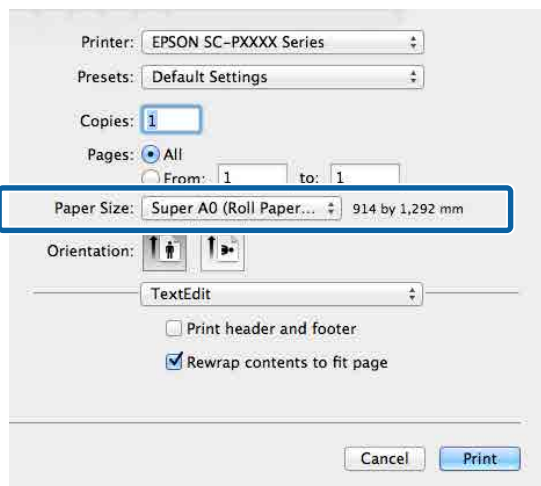 Printer: EPSON SC-PXXXX Series
Presets: Default Settings
Copies: 1
Pages: All
From: 1 to: 1
Paper Size: Super A0 (Roll Paper... 914 by 1,292 mm
Orientation:
TextEdit
Print header and footer
Rewrap contents to fit page
Cancel Print